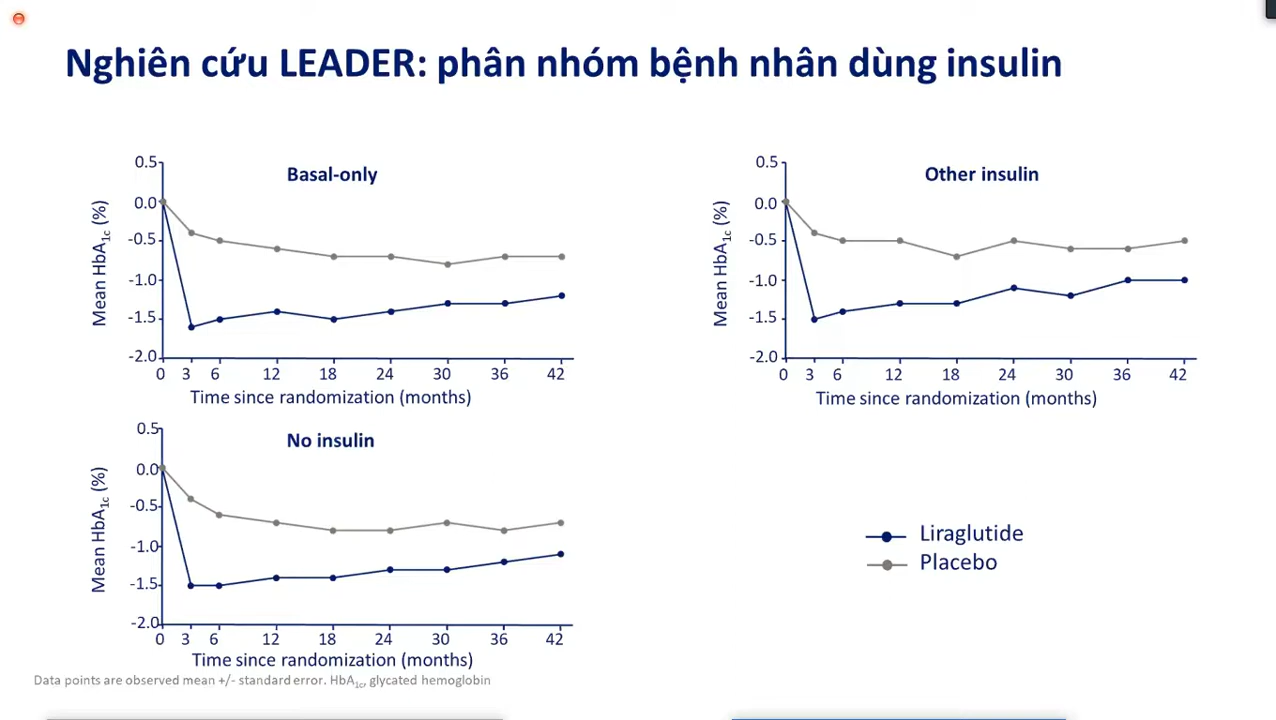 Nghiên cứu LEADER: phân nhóm bệnh nhân dùng insulin
Basal-only
Mean HbA1c (%)
0.5
0.0
-0.5
-1.0
-1.5
-2.0
0 3 6 12 18 24 30 36 42
Time since randomization (months)
Other insulin
Mean HbA1c (%)
0.5
0.0
-0.5
-1.0
-1.5
-2.0
0 3 6 12 18 24 30 36 42
Time since randomization (months)
No insulin
Mean HbA1c (%)
0.5
0.0
-0.5
-1.0
-1.5
-2.0
0 3 6 12 18 24 30 36 42
Time since randomization (months)
Liraglutide
Placebo
Data points are observed mean +/- standard error. HbA1c, glycated hemoglobin